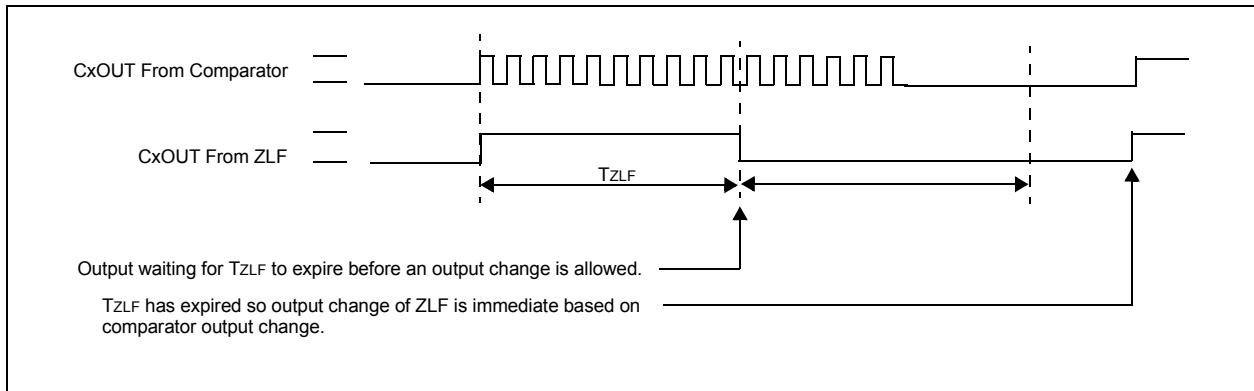 CxOUT From Comparator
CxOUT From ZLF
TZLF
Output waiting for TZLF to expire before an output change is allowed.
TZLF has expired so output change of ZLF is immediate based on
comparator output change.